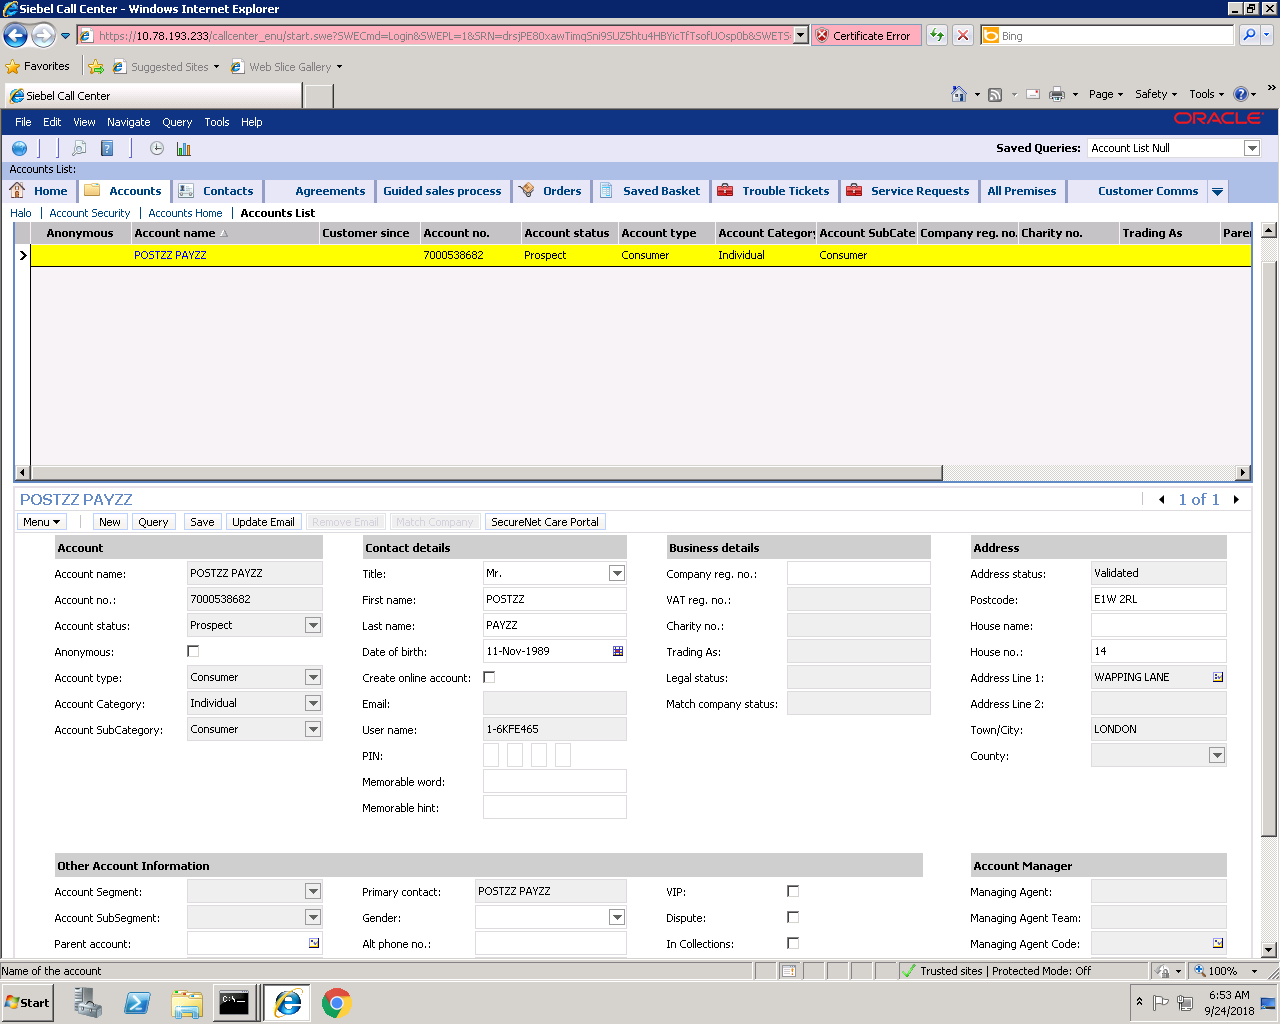 Siebel Call Center - Windows Internet Explorer
https://10.78.193.233/callcenter_enu/start.swe?SWECmd=Login&SWEPL=1&SRN=
Certificate Error
Bing
Favorites
Suggested Sites
Web Slice Gallery
Siebel Call Center
Page
Safety
Tools
File Edit View Navigate Query Tools Help
ORACLE
Saved Queries: Account List Null
Accounts List:
Home Accounts Contacts Agreements Guided sales process Orders Saved Basket Trouble Tickets Service Requests All Premises Customer Comms
Halo | Account Security | Accounts Home | Accounts List
Anonymous Account name Customer since Account no. Account status Account type Account Category Account SubCate Company reg. no. Charity no. Trading As Parer
POSTZZ PAYZZ 7000538682 Prospect Consumer Individual Consumer
POSTZZ PAYZZ
1 of 1
Menu New Query Save Update Email Remove Email Match Company SecureNet Care Portal
Account Contact details Business details Address
Account name: POSTZZ PAYZZ Title: Mr. Company reg. no.: Address status: Validated
Account no.: 7000538682 First name: POSTZZ VAT reg. no.: Postcode: E1W 2RL
Account status: Prospect Last name: PAYZZ Charity no.: House name:
Anonymous: Date of birth: 11-Nov-1989 Trading As: House no.: 14
Account type: Consumer Create online account: Legal status: Address Line 1: WAPPING LANE
Account Category: Individual Email: Match company status: Address Line 2:
Account SubCategory: Consumer User name: 1-6KFE465 Town/City: LONDON
PIN: County:
Memorable word:
Memorable hint:
Other Account Information Account Manager
Account Segment: Primary contact: POSTZZ PAYZZ VIP: Managing Agent:
Account SubSegment: Gender: Dispute: Managing Agent Team:
Parent account: Alt phone no.: In Collections: Managing Agent Code:
Name of the account
Trusted sites | Protected Mode: Off
100%
Start
6:53 AM
9/24/2018